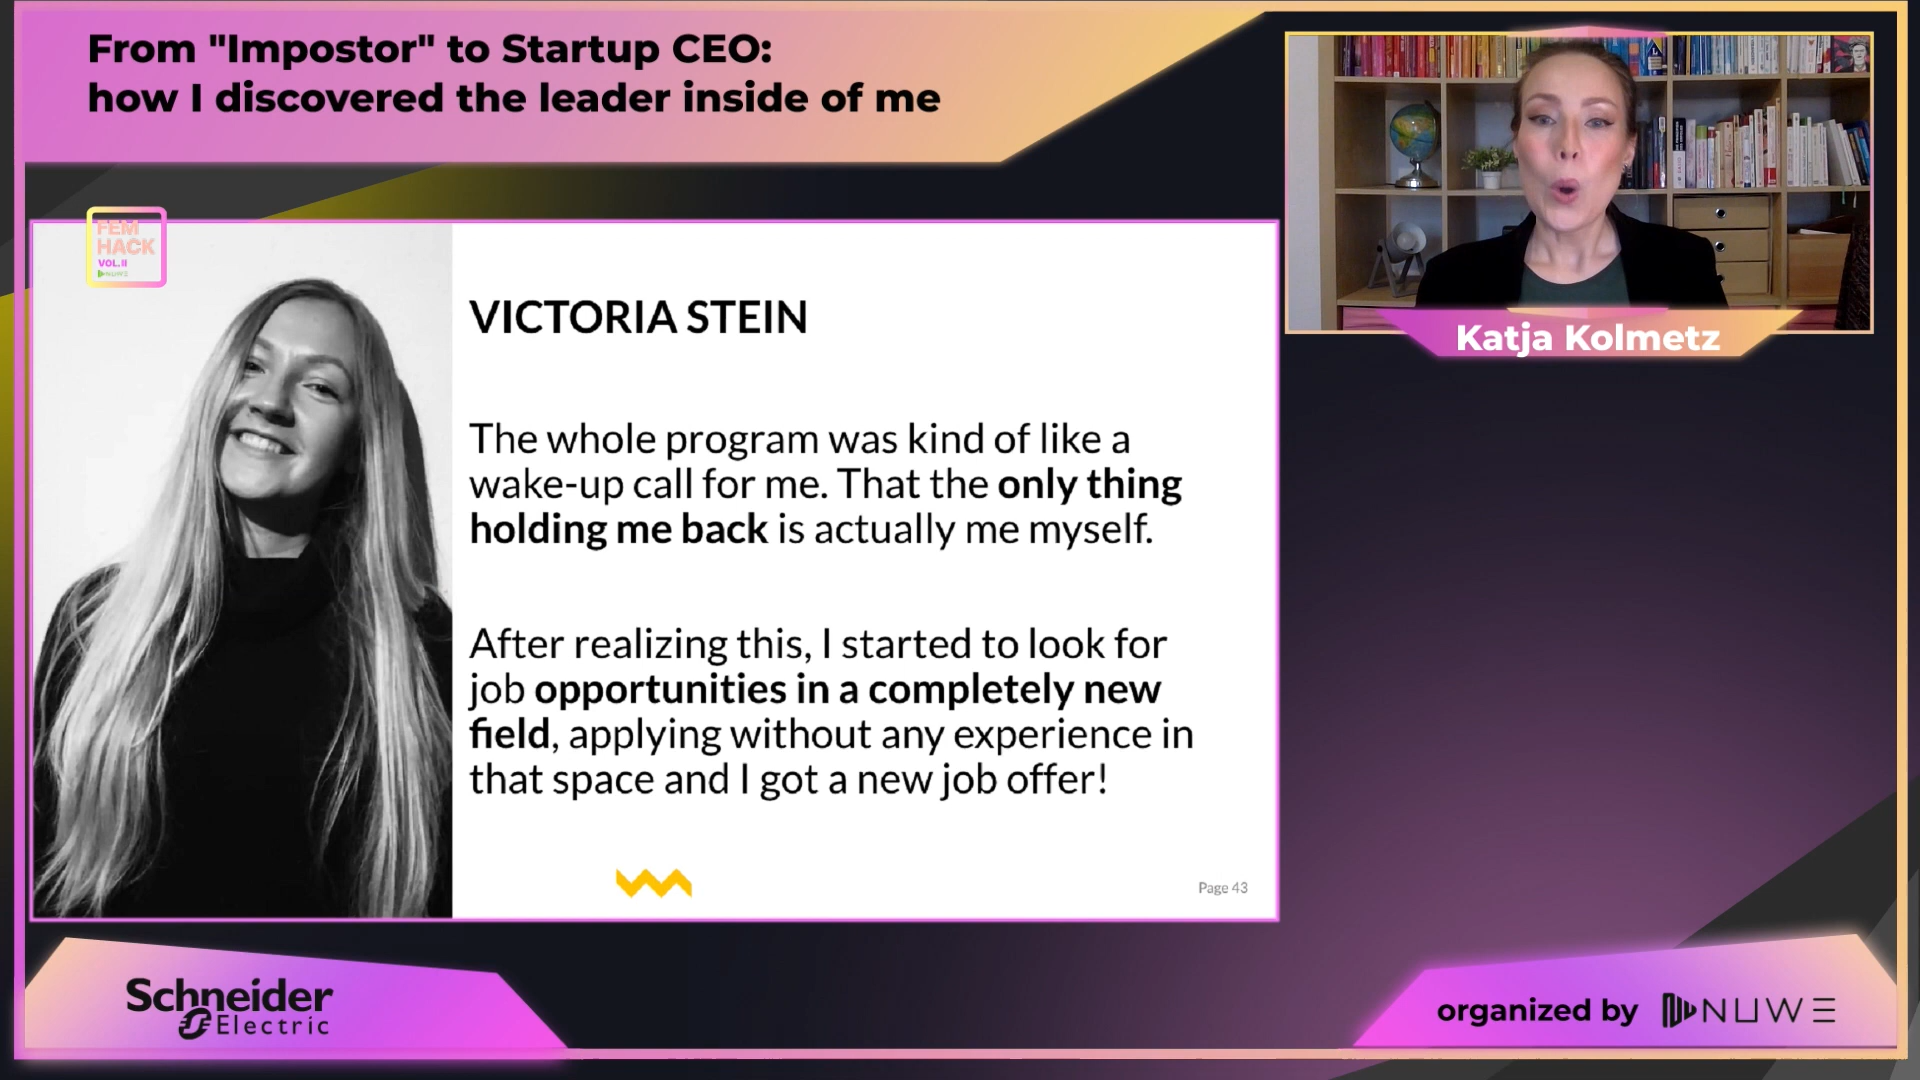 From "Impostor" to Startup CEO:
how I discovered the leader inside of me
FEM
HACK
VOL.II
NUWE
VICTORIA STEIN
The whole program was kind of like a
wake-up call for me. That the only thing
holding me back is actually me myself.
After realizing this, I started to look for
job opportunities in a completely new
field, applying without any experience in
that space and I got a new job offer!
Page 43
Katja Kolmetz
Schneider
Electric
organized by NUWE